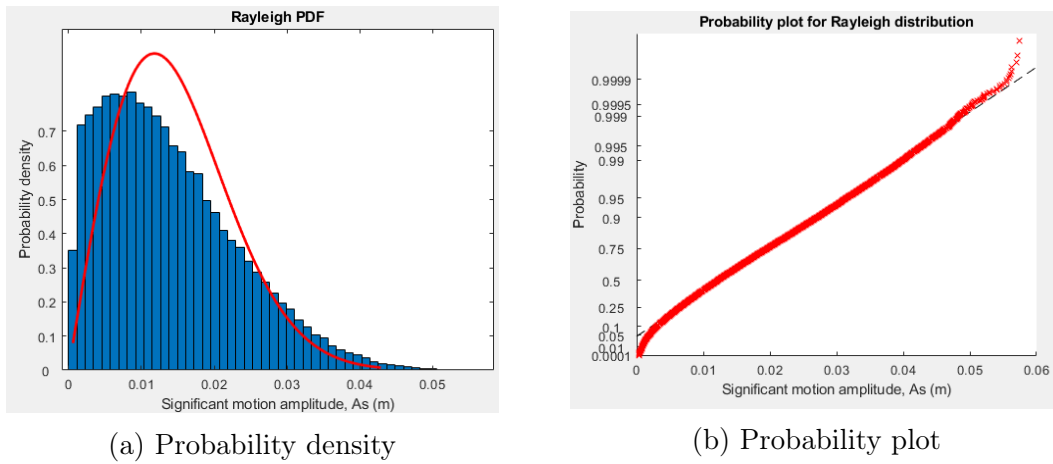 Rayleigh PDF
Probability density
0.7
0.6
0.5
0.4
0.3
0.2
0.1
0
0 0.01 0.02 0.03 0.04 0.05
Significant motion amplitude, As (m)
(a) Probability density
Probability plot for Rayleigh distribution
Probability
0.9999
0.9995
0.999
0.995
0.99
0.95
0.9
0.75
0.5
0.25
0.1
0.05
0.01
0.0001
0 0.01 0.02 0.03 0.04 0.05 0.06
Significant motion amplitude, As (m)
(b) Probability plot